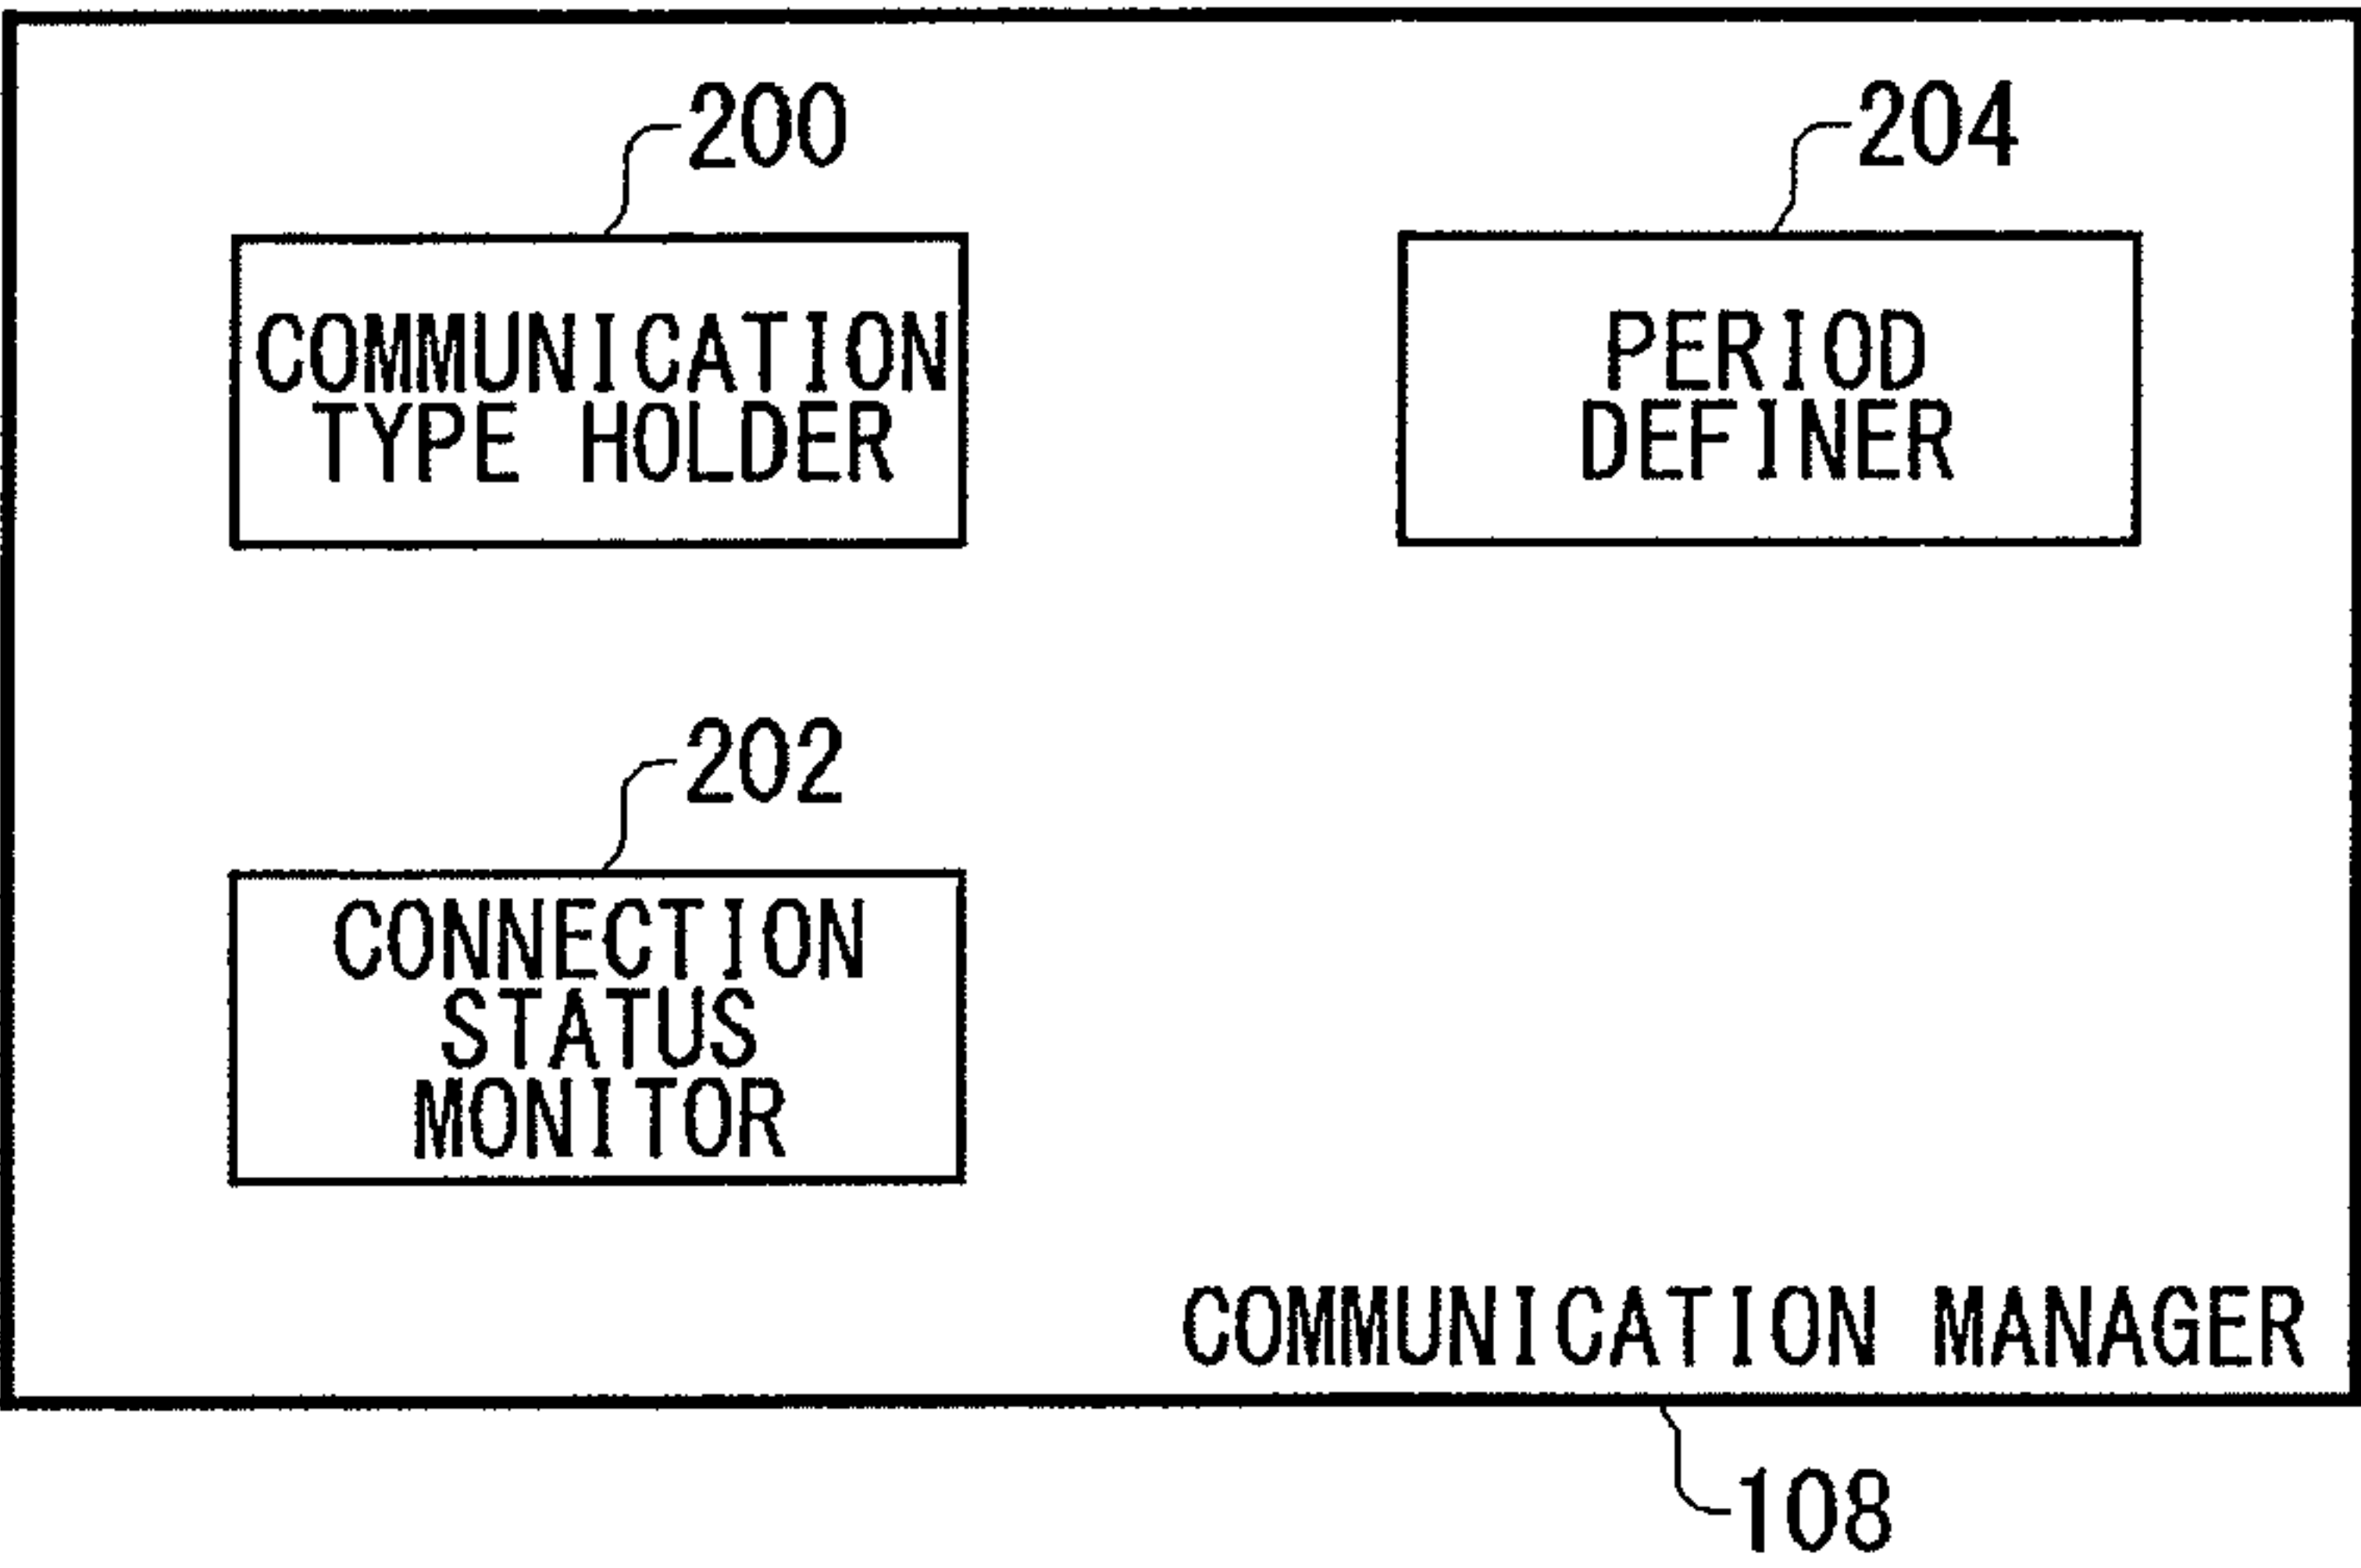 200
COMMUNICATION
TYPE HOLDER
204
PERIOD
DEFINER
202
CONNECTION
STATUS
MONITOR
COMMUNICATION MANAGER
108